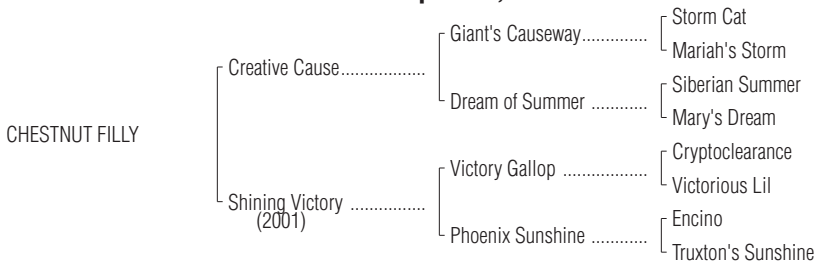 Storm Cat
Giant's Causeway.............
Mariah's Storm
Creative Cause..................
Siberian Summer
Dream of Summer ............
Mary's Dream
CHESTNUT FILLY
Cryptoclearance
Victory Gallop ..................
Victorious Lil
Shining Victory ................
(2001)
Encino
Phoenix Sunshine ............
Truxton's Sunshine